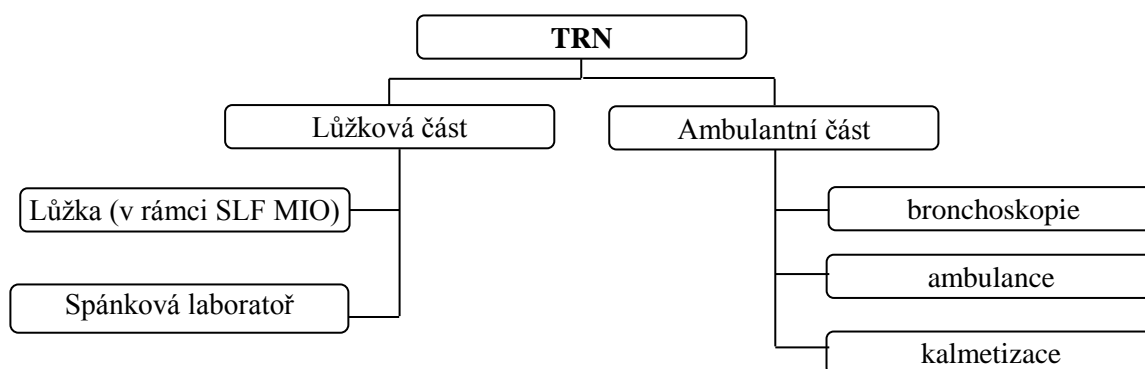 TRN
Lůžková část
Ambulantní část
Lůžka (v rámci SLF MIO)
Spánková laboratoř
bronchoskopie
ambulance
kalmetizace